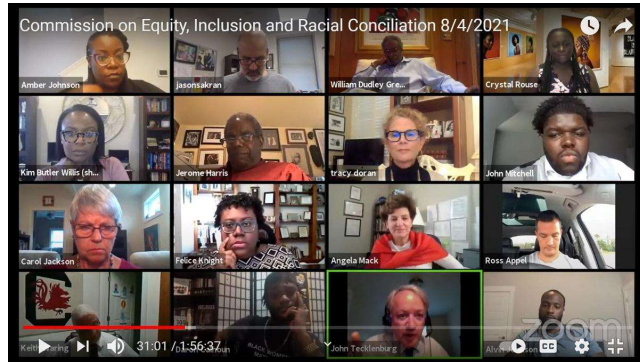 Commission on Equity, Inclusion and Racial Conciliation 8/4/2021
Amber Johnson
jasonsakran
William Dudley Gre...
Crystal Rouse
Kim Butler Willis (sh...
Jerome Harris
tracy doran
John Mitchell
Carol Jackson
Felice Knight
Angela Mack
Ross Appel
John Tecklenburg
31:01 / 1:56:37
zoom
CC